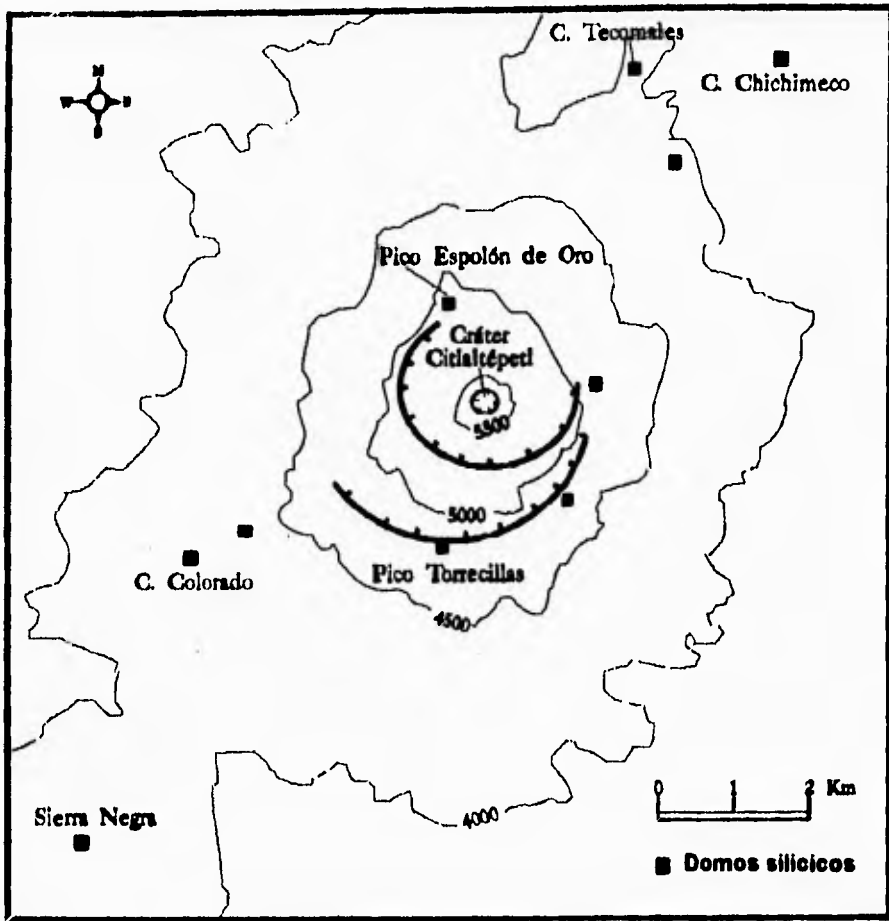 C. Tecomales
C. Chichimeco
N
W E
S
Pico Espolón de Oro
Cráter
Citlaltépetl
5500
5000
C. Colorado
Pico Torrecillas
4500
4000
Sierra Negra
0 1 2 Km
Domos silicicos